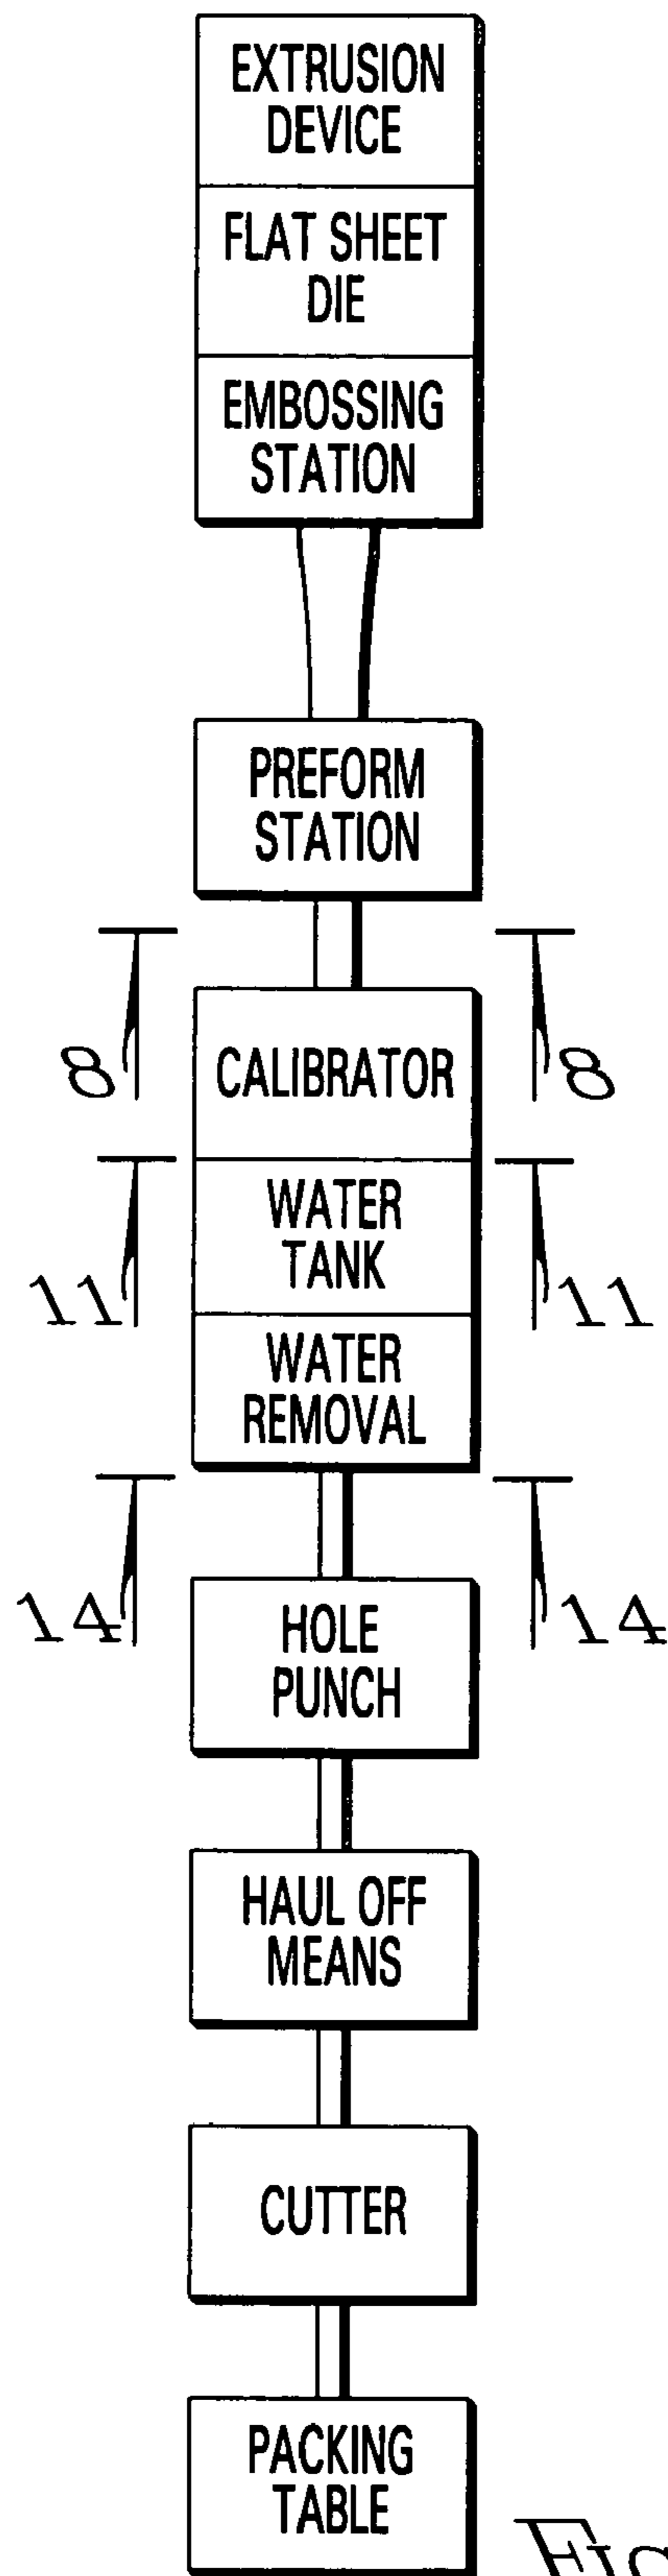 EXTRUSION
DEVICE
FLAT SHEET
DIE
EMBOSSING
STATION
PREFORM
STATION
8 8
CALIBRATOR
WATER
TANK
11 11
WATER
REMOVAL
14 14
HOLE
PUNCH
HAUL OFF
MEANS
CUTTER
PACKING
TABLE